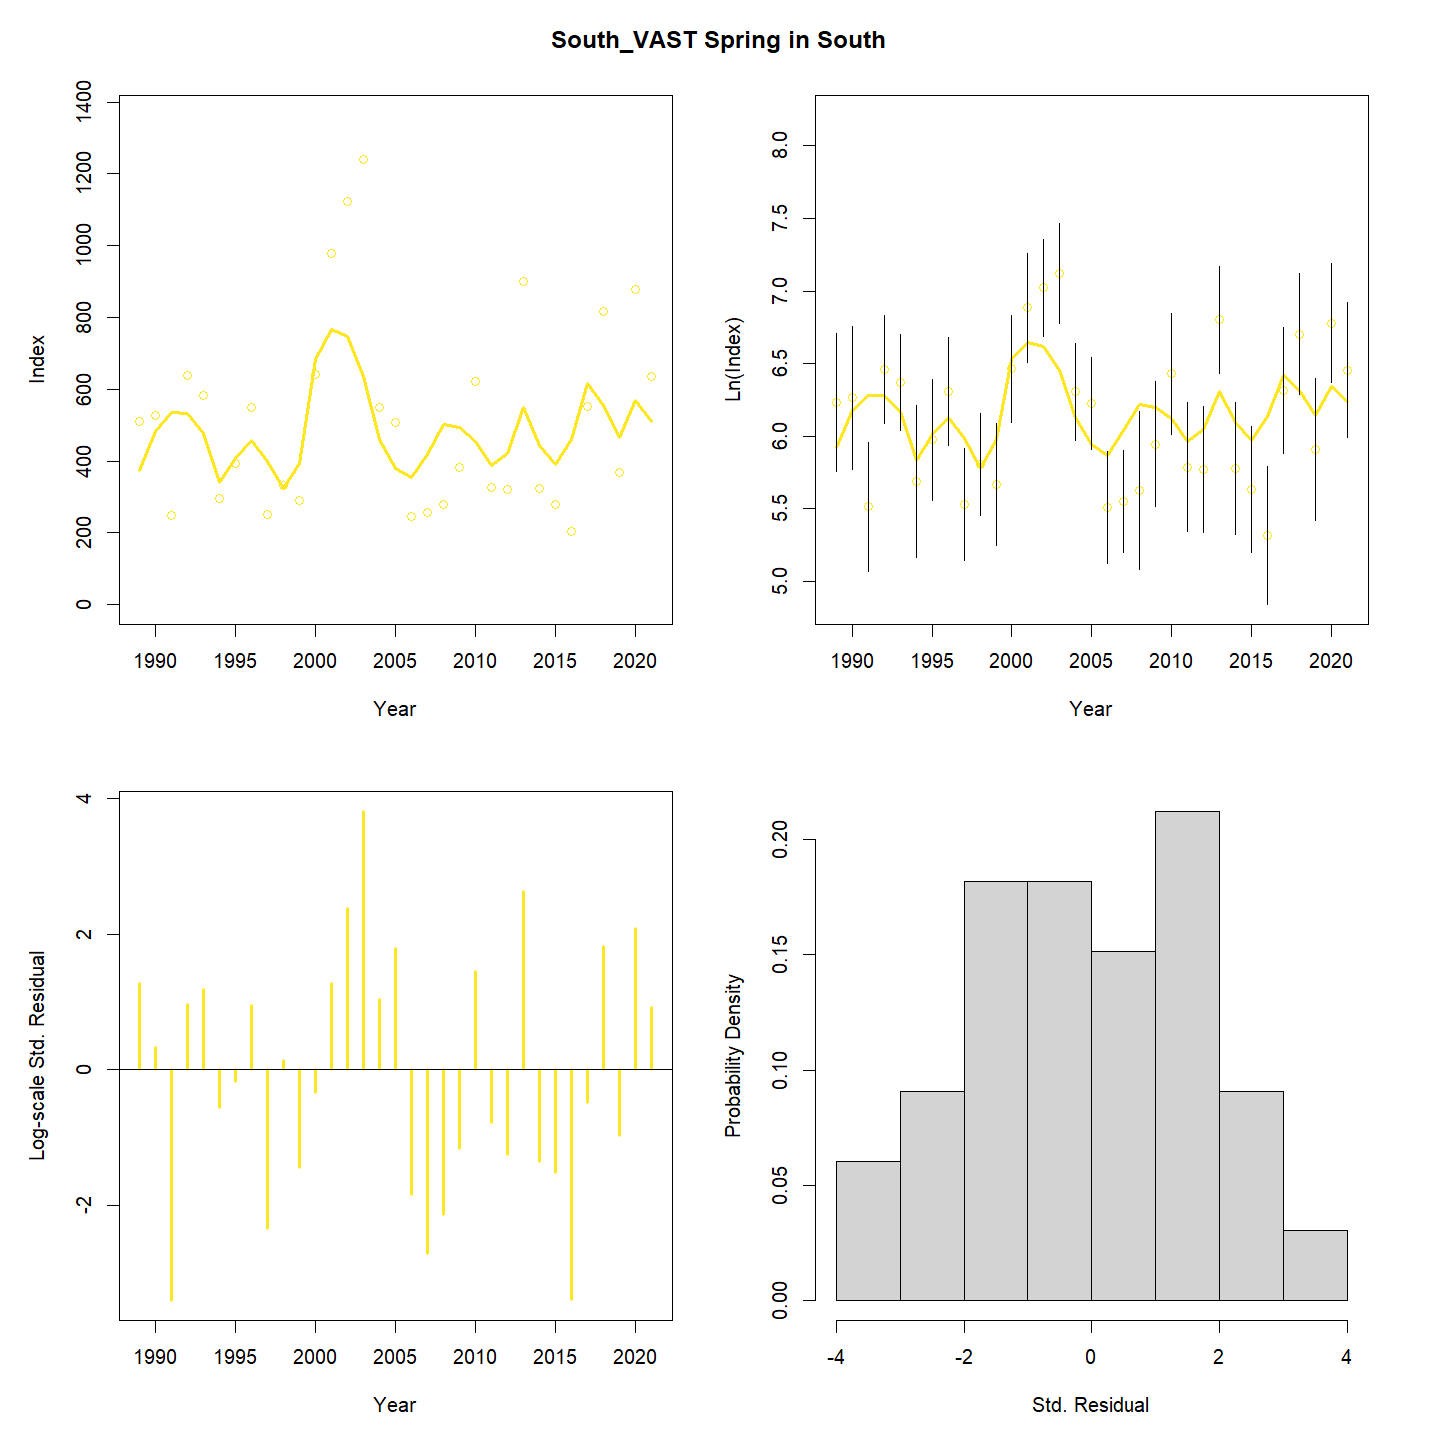 South_VAST Spring in South
Index
0 200 400 600 800 1000 1200 1400
1990 1995 2000 2005 2010 2015 2020
Year
Ln(Index)
5.0 5.5 6.0 6.5 7.0 7.5 8.0
1990 1995 2000 2005 2010 2015 2020
Year
Log-scale Std. Residual
-2 0 2 4
1990 1995 2000 2005 2010 2015 2020
Year
Probability Density
0.00 0.05 0.10 0.15 0.20
-4 -2 0 2 4
Std. Residual